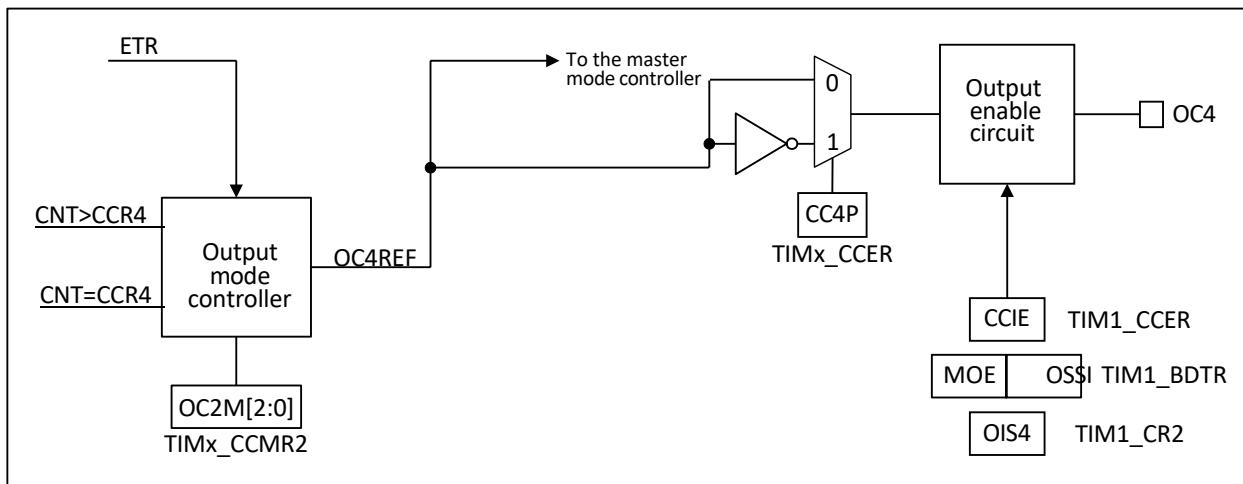 ETR
To the master
mode controller
0
1
Output
enable
circuit
OC4
CNT>CCR4
CNT=CCR4
Output
mode
controller
OC4REF
CC4P
TIMx_CCER
OC2M[2:0]
TIMx_CCMR2
CCIE TIM1_CCER
MOE OSSI TIM1_BDTR
OIS4 TIM1_CR2